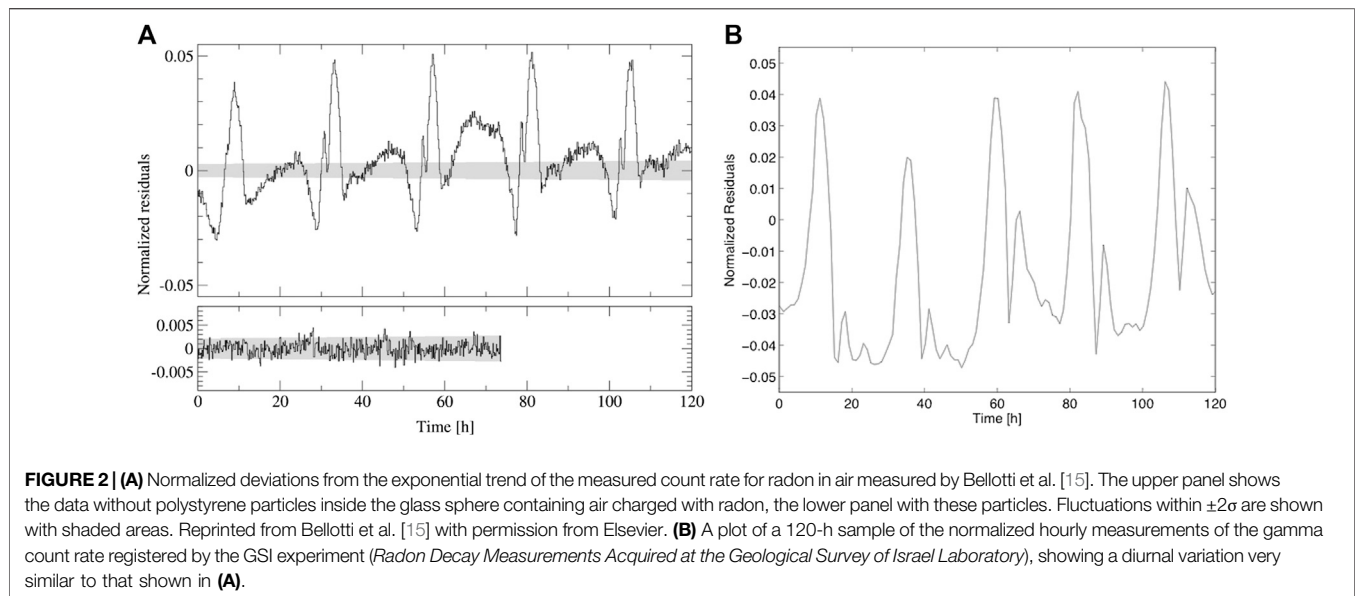 A
0.05
0
-0.05
Normalized residuals
0.005
0
-0.005
0 20 40 60 80 100 120
Time [h]
B
0.05
0.04
0.03
0.02
0.01
0
−0.01
−0.02
−0.03
−0.04
−0.05
Normalized Residuals
0 20 40 60 80 100 120
Time [h]
FIGURE 2 | (A) Normalized deviations from the exponential trend of the measured count rate for radon in air measured by Bellotti et al. [15]. The upper panel shows
the data without polystyrene particles inside the glass sphere containing air charged with radon, the lower panel with these particles. Fluctuations within ±2σ are shown
with shaded areas. Reprinted from Bellotti et al. [15] with permission from Elsevier. (B) A plot of a 120-h sample of the normalized hourly measurements of the gamma
count rate registered by the GSI experiment (Radon Decay Measurements Acquired at the Geological Survey of Israel Laboratory), showing a diurnal variation very
similar to that shown in (A).